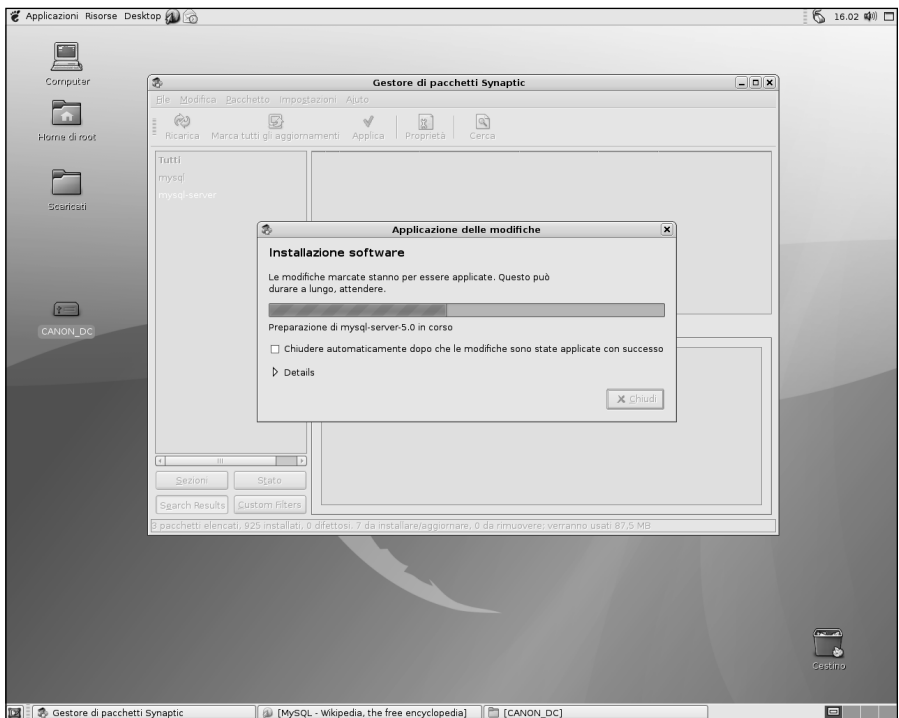 Applicazioni Risorse Desktop
16.02
Computer
Home di root
Scaricati
CANON_DC
Cestino
Gestore di pacchetti Synaptic
File Modifica Pacchetto Impostazioni Aiuto
Ricarica Marca tutti gli aggiornamenti Applica Proprietà Cerca
Tutti
mysql
mysql-server
Applicazione delle modifiche
Installazione software
Le modifiche marcate stanno per essere applicate. Questo può
durare a lungo, attendere.
Preparazione di mysql-server-5.0 in corso
Chiudere automaticamente dopo che le modifiche sono state applicate con successo
Details
Chiudi
Sezioni Stato
Search Results Custom Filters
3 pacchetti elencati, 925 installati, 0 difettosi. 7 da installare/aggiornare, 0 da rimuovere; verranno usati 87,5 MB
Gestore di pacchetti Synaptic
[MySQL - Wikipedia, the free encyclopedia]
[CANON_DC]